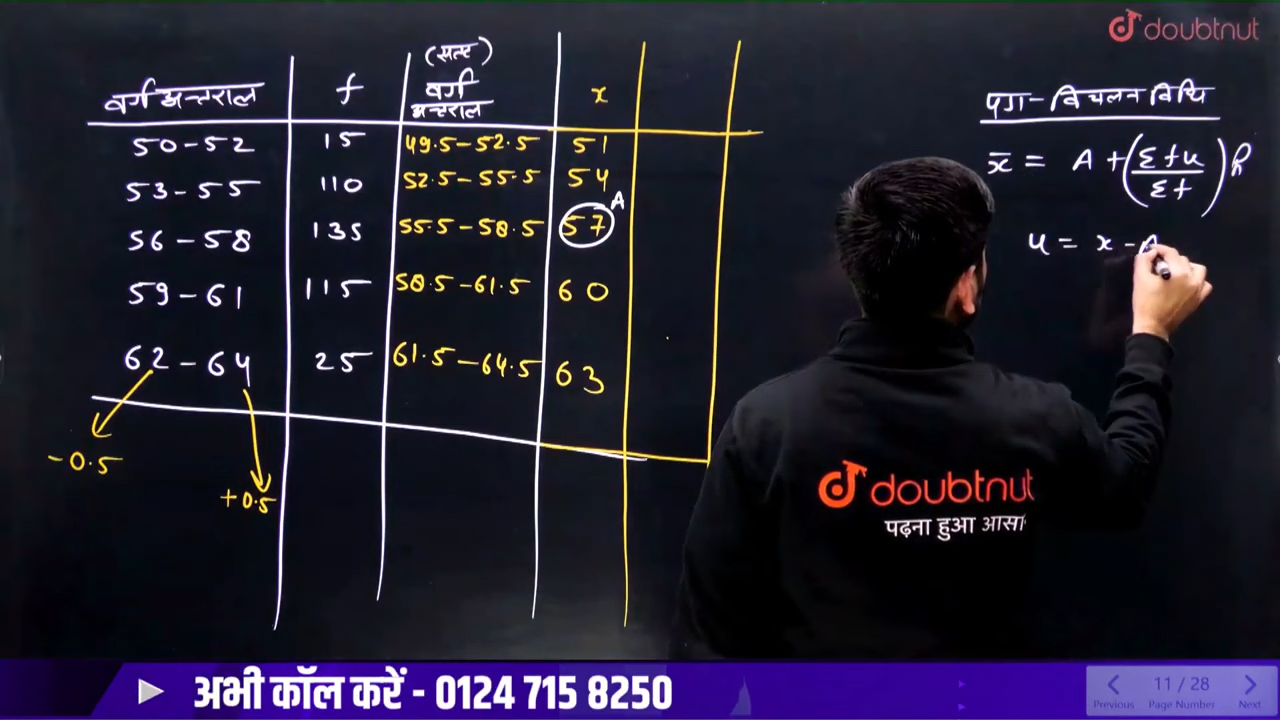 doubtnut
(सतत)
वर्ग अन्तराल f वर्ग अन्तराल x
50-52 15 49.5-52.5 51
53-55 110 52.5-55.5 54
56-58 135 55.5-58.5 57 A
59-61 115 58.5-61.5 60
62-64 25 61.5-64.5 63
-0.5
+0.5
पग-विचलन विधि
x̄ = A + (Σfu/Σf) h
u = x - A
doubtnut
पढ़ना हुआ आसा
अभी कॉल करें - 0124 715 8250
11 / 28
Previous Page Number Next